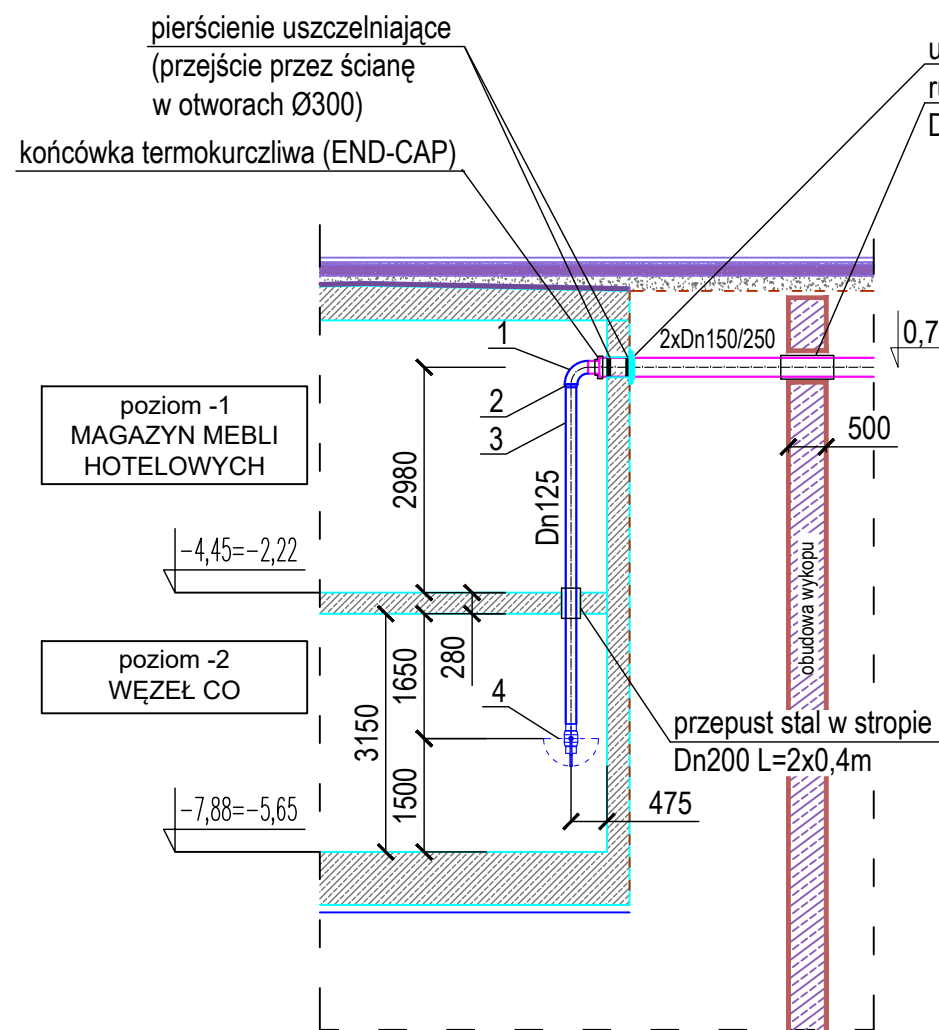 pierścienie uszczelniające
(przejście przez ścianę
w otworach Ø300)
końcówka termokurczliwa (END-CAP)
u
D
1
2xDn150/250
0,7
2
3
poziom -1
MAGAZYN MEBLI
HOTELOWYCH
2980
Dn125
500
-4,45=-2,22
obudowa wykopu
poziom -2
WĘZEŁ CO
280
1650
3150
4
przepust stal w stropie
Dn200 L=2x0,4m
1500
475
-7,88=-5,65